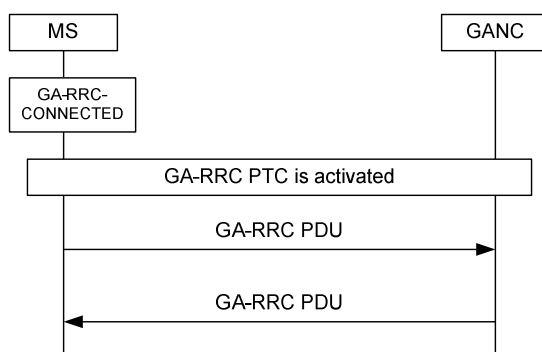 MS
GANC
GA-RRC-
CONNECTED
GA-RRC PTC is activated
GA-RRC PDU
GA-RRC PDU